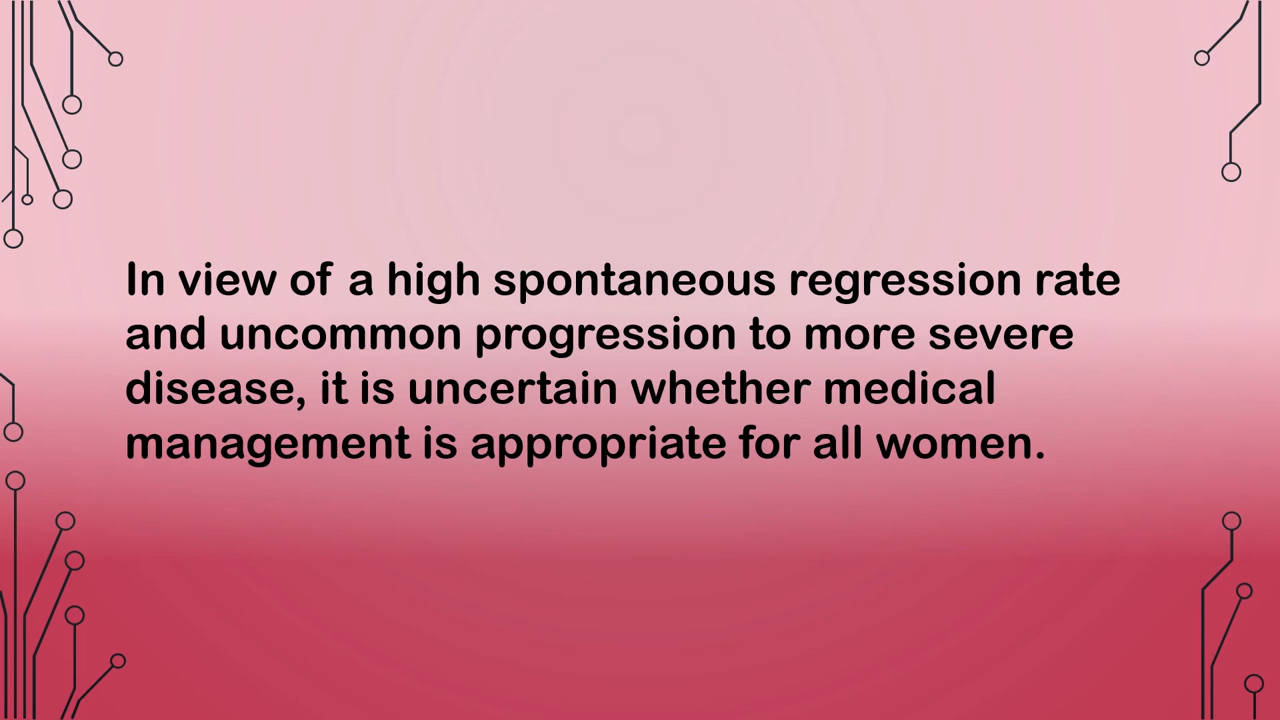 In view of a high spontaneous regression rate
and uncommon progression to more severe
disease, it is uncertain whether medical
management is appropriate for all women.